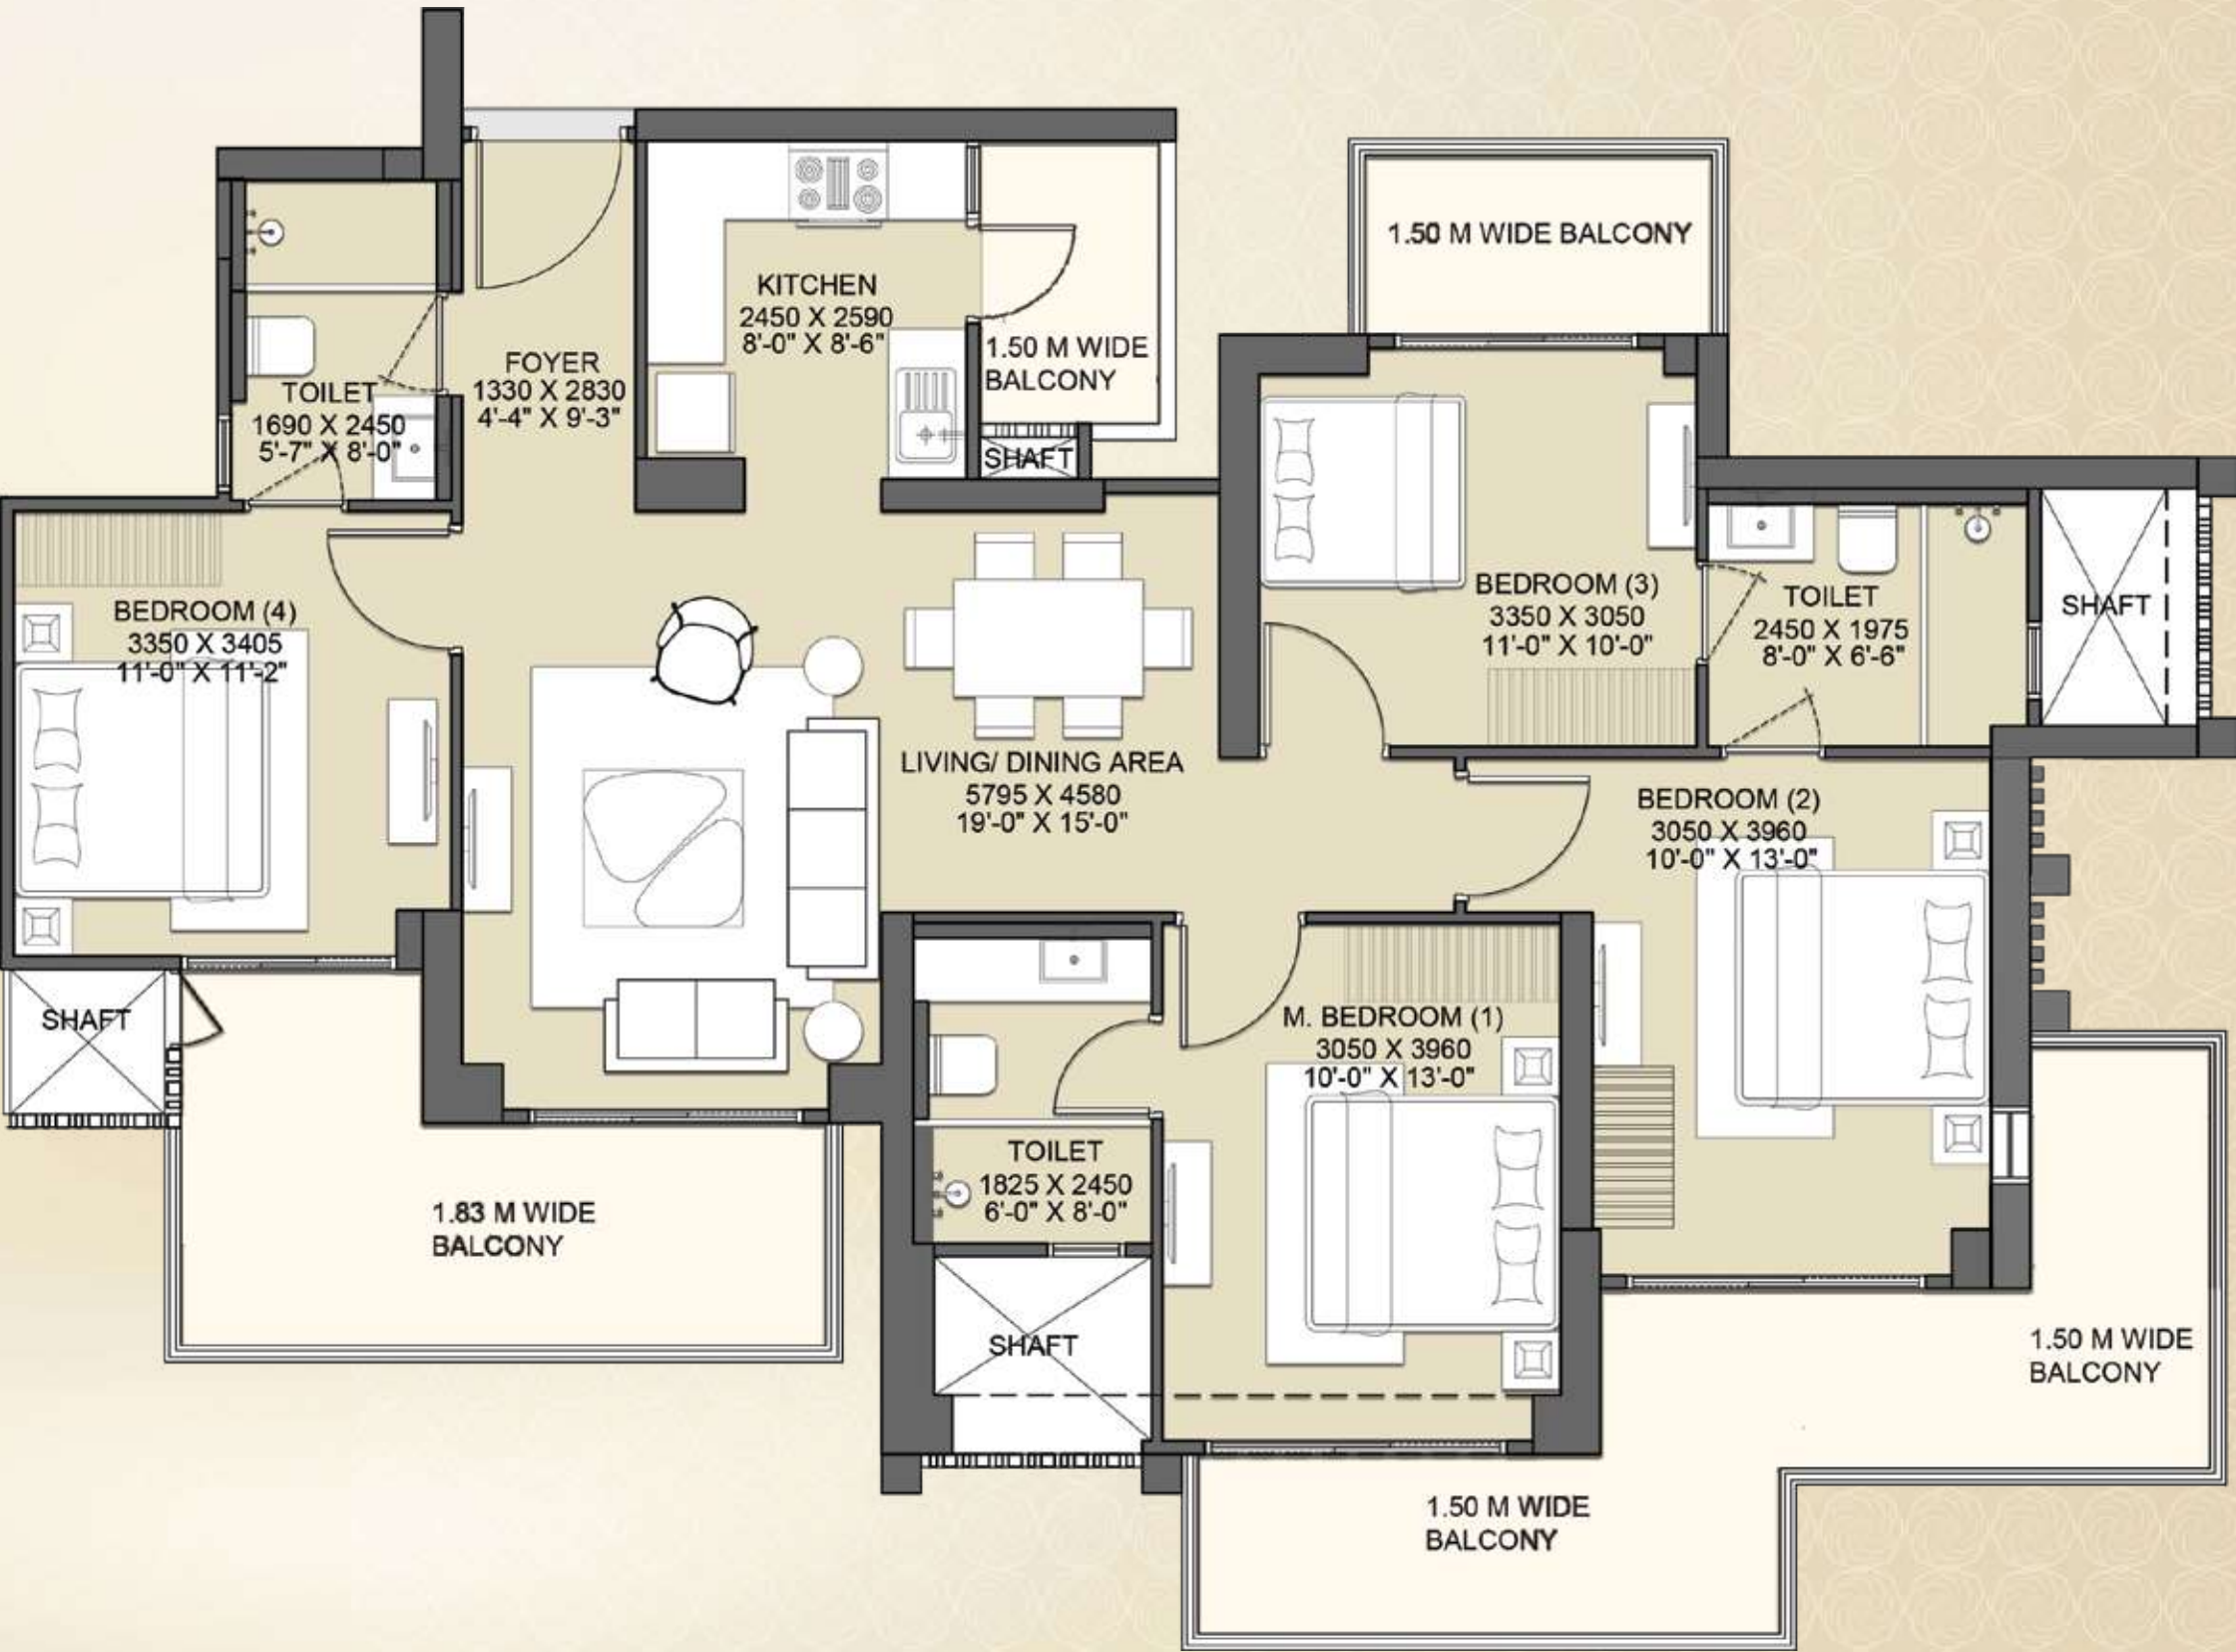 1.50 M WIDE BALCONY
KITCHEN
2450 X 2590
8'-0" X 8'-6"
1.50 M WIDE
BALCONY
FOYER
1330 X 2830
4'-4" X 9'-3"
TOILET
1690 X 2450
5'-7" X 8'-0"
SHAFT
BEDROOM (3)
3350 X 3050
11'-0" X 10'-0"
TOILET
2450 X 1975
8'-0" X 6'-6"
SHAFT
BEDROOM (4)
3350 X 3405
11'-0" X 11'-2"
LIVING/ DINING AREA
5795 X 4580
19'-0" X 15'-0"
BEDROOM (2)
3050 X 3960
10'-0" X 13'-0"
SHAFT
M. BEDROOM (1)
3050 X 3960
10'-0" X 13'-0"
TOILET
1825 X 2450
6'-0" X 8'-0"
1.83 M WIDE
BALCONY
SHAFT
1.50 M WIDE
BALCONY
1.50 M WIDE
BALCONY